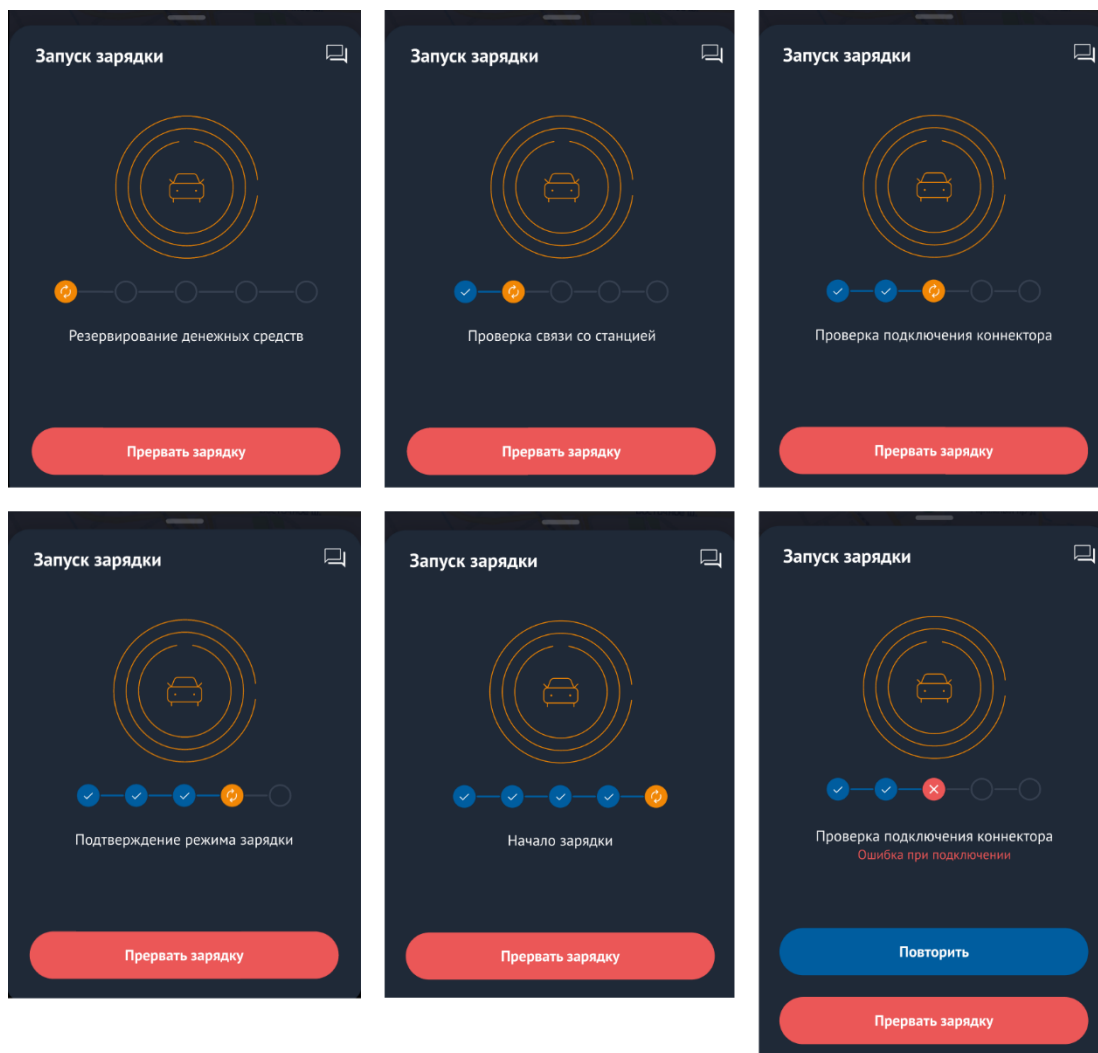 Запуск зарядки
Резервирование денежных средств
Прервать зарядку
Запуск зарядки
Проверка связи со станцией
Прервать зарядку
Запуск зарядки
Проверка подключения коннектора
Прервать зарядку
Запуск зарядки
Подтверждение режима зарядки
Прервать зарядку
Запуск зарядки
Начало зарядки
Прервать зарядку
Запуск зарядки
Проверка подключения коннектора
Ошибка при подключении
Повторить
Прервать зарядку